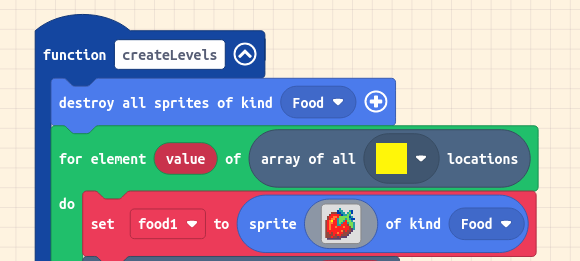 function createLevels
destroy all sprites of kind Food
for element value of array of all locations
do
set food1 to sprite of kind Food